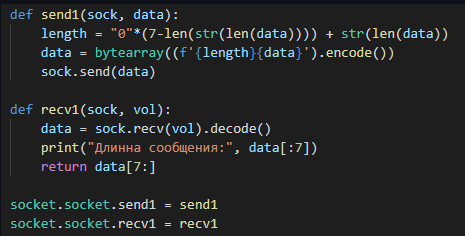 def send1(sock, data):
    length = "0"*(7-len(str(len(data)))) + str(len(data))
    data = bytearray((f'{length}{data}').encode())
    sock.send(data)

def recv1(sock, vol):
    data = sock.recv(vol).decode()
    print("Длинна сообщения:", data[:7])
    return data[7:]

socket.socket.send1 = send1
socket.socket.recv1 = recv1